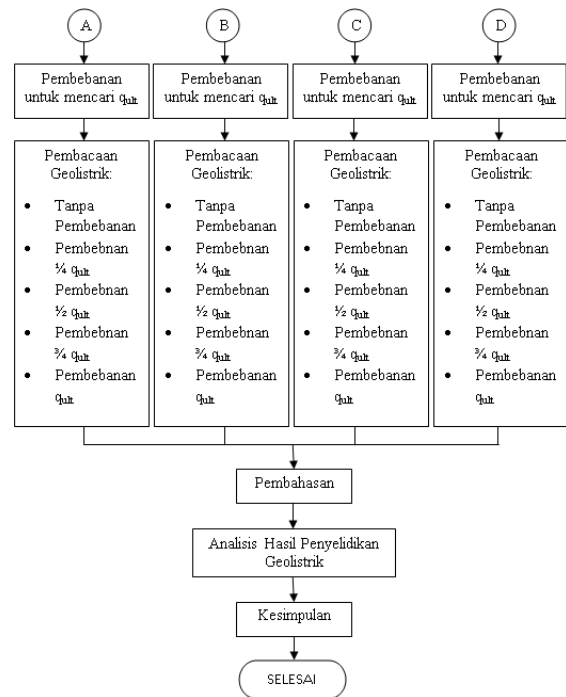 A
Pembebanan
untuk mencari qult
Pembacaan
Geolistrik:
• Tanpa
Pembebanan
• Pembebnan
¼ qult
• Pembebnan
½ qult
• Pembebnan
¾ qult
• Pembebanan
qult
B
Pembebanan
untuk mencari qult
Pembacaan
Geolistrik:
• Tanpa
Pembebanan
• Pembebnan
¼ qult
• Pembebnan
½ qult
• Pembebnan
¾ qult
• Pembebanan
qult
C
Pembebanan
untuk mencari qult
Pembacaan
Geolistrik:
• Tanpa
Pembebanan
• Pembebnan
¼ qult
• Pembebnan
½ qult
• Pembebnan
¾ qult
• Pembebanan
qult
D
Pembebanan
untuk mencari qult
Pembacaan
Geolistrik:
• Tanpa
Pembebanan
• Pembebnan
¼ qult
• Pembebnan
½ qult
• Pembebnan
¾ qult
• Pembebanan
qult
Pembahasan
Analisis Hasil Penyelidikan
Geolistrik
Kesimpulan
SELESAI